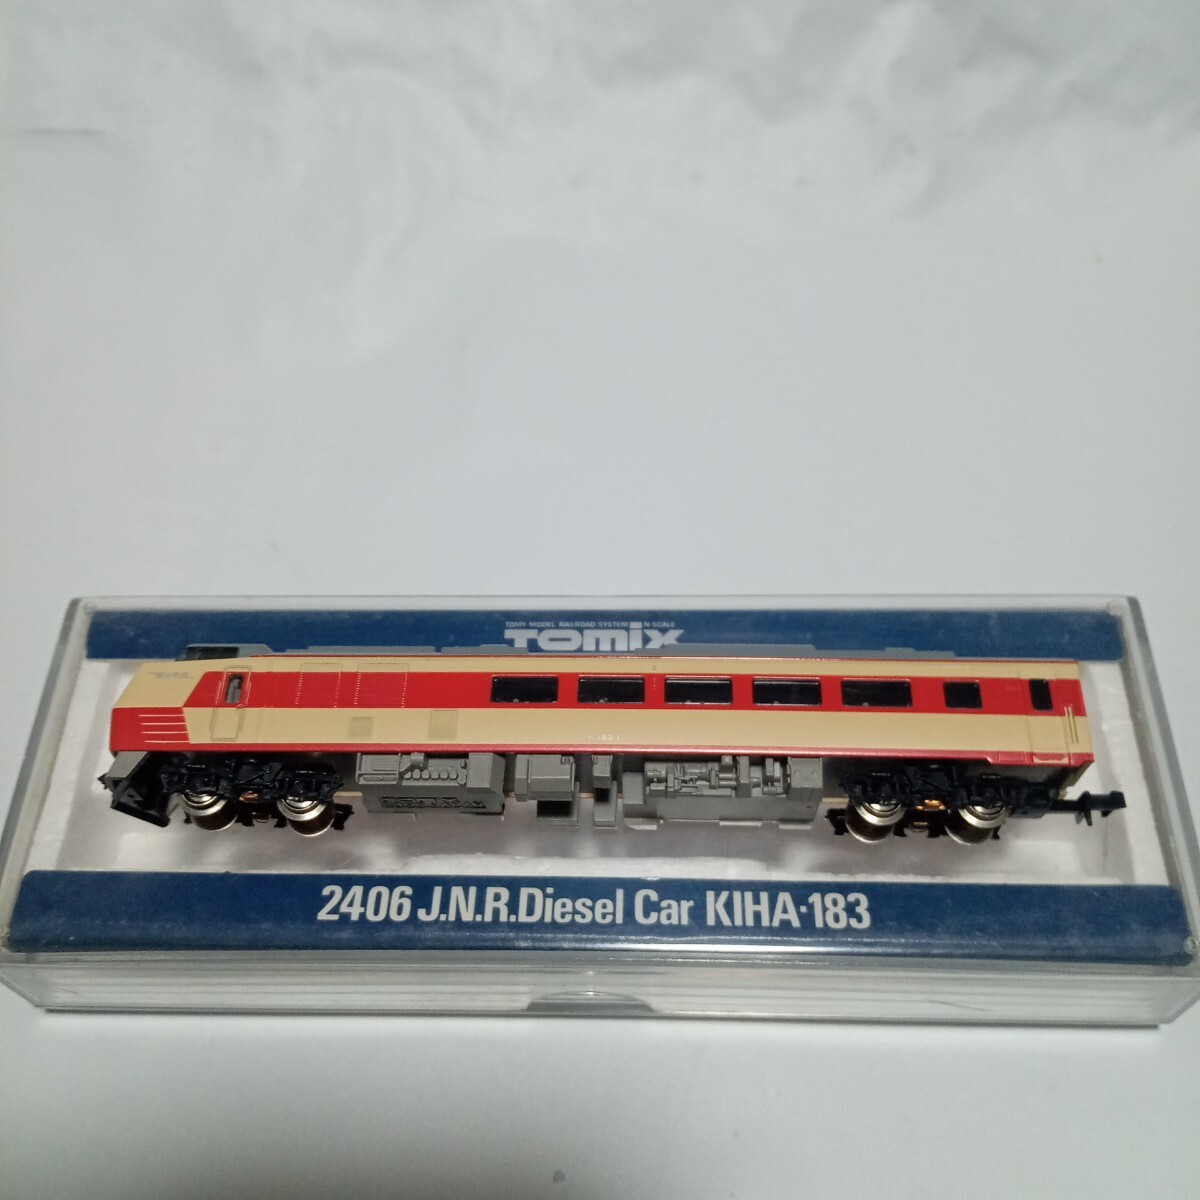 TOMY MODEL RAILROAD SYSTEM N-SCALE
TOMIX
2406 J.N.R.Diesel Car KIHA·183